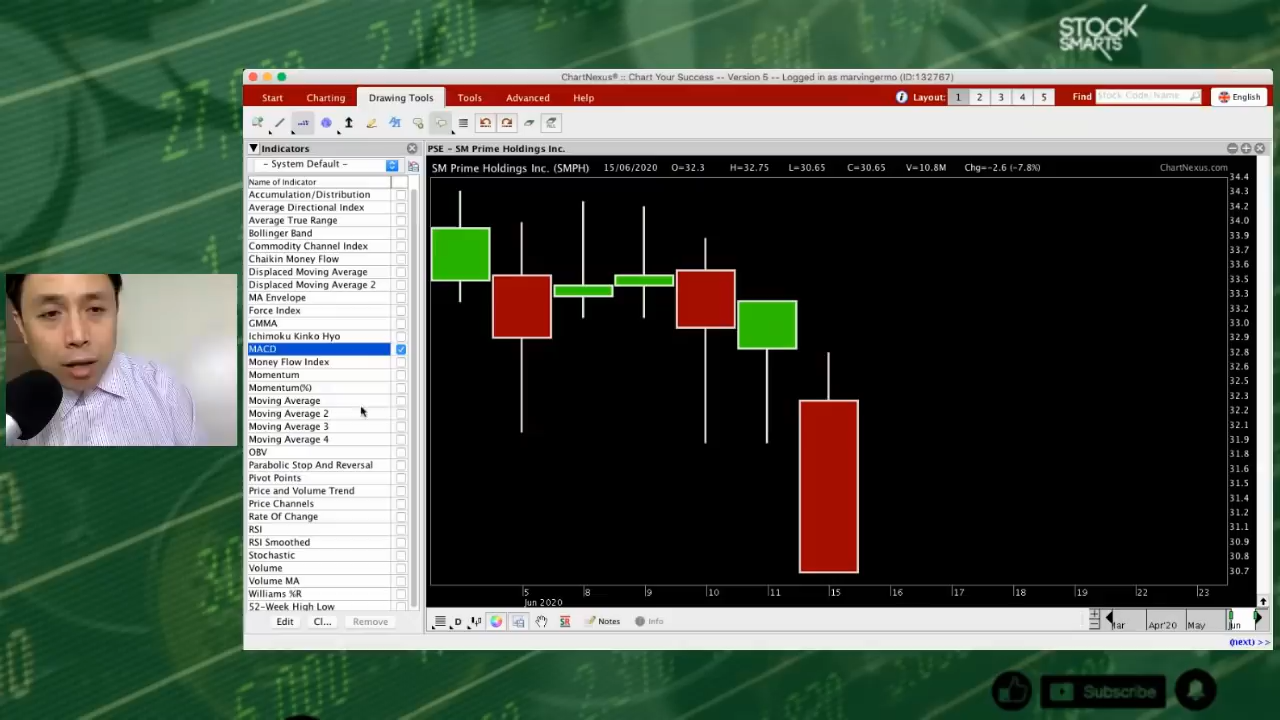 STOCK
SMARTS
ChartNexus® :: Chart Your Success -- Version 5 -- Logged in as marvingermo (ID:132767)
Start Charting Drawing Tools Tools Advanced Help Layout: 1 2 3 4 5 Find Stock Code/Name English
Indicators
PSE - SM Prime Holdings Inc.
- System Default -
SM Prime Holdings Inc. (SMPH) 15/06/2020 O=32.3 H=32.75 L=30.65 C=30.65 V=10.8M Chg=-2.6 (-7.8%) ChartNexus.com
Name of Indicator
Accumulation/Distribution
Average Directional Index
Average True Range
Bollinger Band
Commodity Channel Index
Chaikin Money Flow
Displaced Moving Average
Displaced Moving Average 2
MA Envelope
Force Index
GMMA
Ichimoku Kinko Hyo
MACD
Money Flow Index
Momentum
Momentum(%)
Moving Average
Moving Average 2
Moving Average 3
Moving Average 4
OBV
Parabolic Stop And Reversal
Pivot Points
Price and Volume Trend
Price Channels
Rate Of Change
RSI
RSI Smoothed
Stochastic
Volume
Volume MA
Williams %R
52-Week High Low
Edit Cl... Remove
34.4
34.3
34.2
34.0
33.9
33.7
33.6
33.5
33.3
33.2
33.0
32.9
32.8
32.6
32.5
32.3
32.2
32.1
31.9
31.8
31.6
31.5
31.4
31.2
31.1
30.9
30.8
30.7
5 8 9 10 11 15 16 17 18 19 22 23
Jun 2020
D SR Notes Info
Apr'20 May Jun
(next) >>
Subscribe